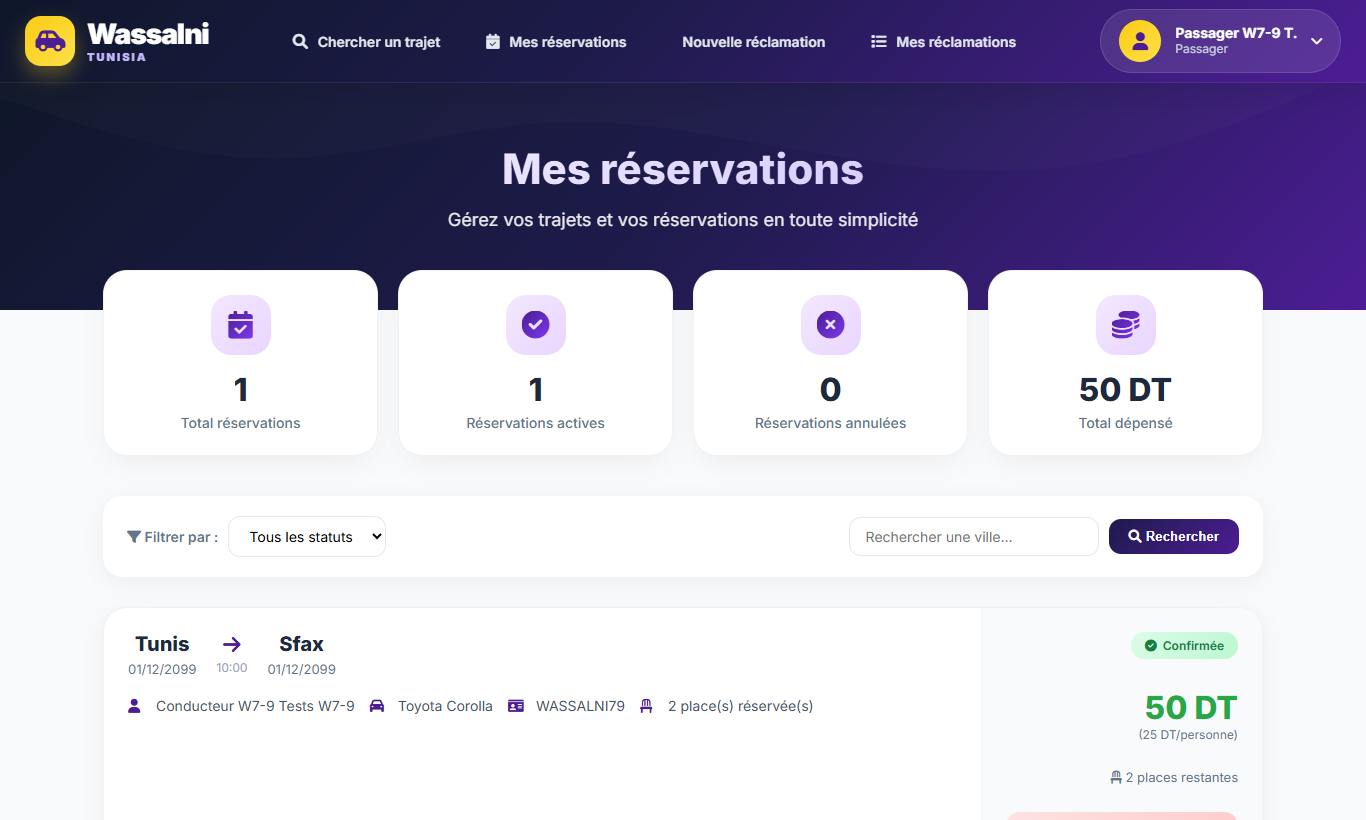 Wassalni
TUNISIA
Chercher un trajet
Mes réservations
Nouvelle réclamation
Mes réclamations
Passager W7-9 T.
Passager
Mes réservations
Gérez vos trajets et vos réservations en toute simplicité
1
Total réservations
1
Réservations actives
0
Réservations annulées
50 DT
Total dépensé
Filtrer par :
Tous les statuts
Rechercher une ville...
Rechercher
Tunis
Sfax
01/12/2099
10:00
01/12/2099
Conducteur W7-9 Tests W7-9
Toyota Corolla
WASSALNI79
2 place(s) réservée(s)
Confirmée
50 DT
(25 DT/personne)
2 places restantes